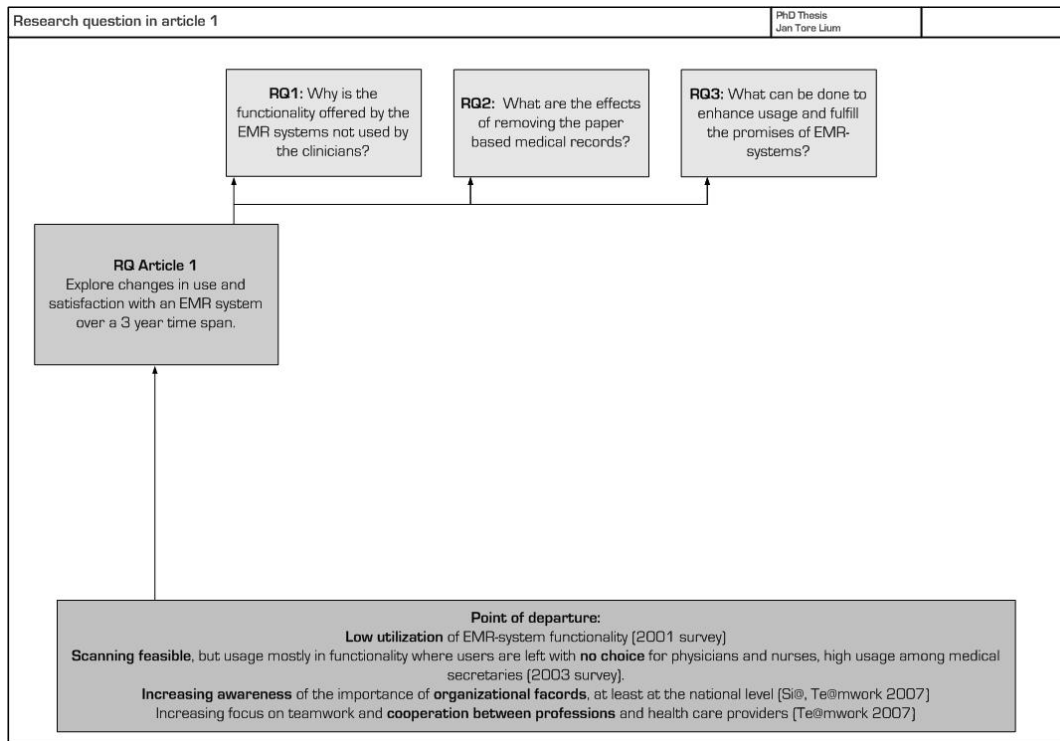 Research question in article 1
PhD Thesis
Jan Tore Lium
RQ1: Why is the
functionality offered by the
EMR systems not used by
the clinicians?
RQ2: What are the effects
of removing the paper
based medical records?
RQ3: What can be done to
enhance usage and fulfill
the promises of EMR-
systems?
RQ Article 1
Explore changes in use and
satisfaction with an EMR system
over a 3 year time span.
Point of departure:
Low utilization of EMR-system functionality (2001 survey)
Scanning feasible, but usage mostly in functionality where users are left with no choice for physicians and nurses, high usage among medical
secretaries (2003 survey).
Increasing awareness of the importance of organizational facords, at least at the national level (Si@, Te@mwork 2007)
Increasing focus on teamwork and cooperation between professions and health care providers (Te@mwork 2007)